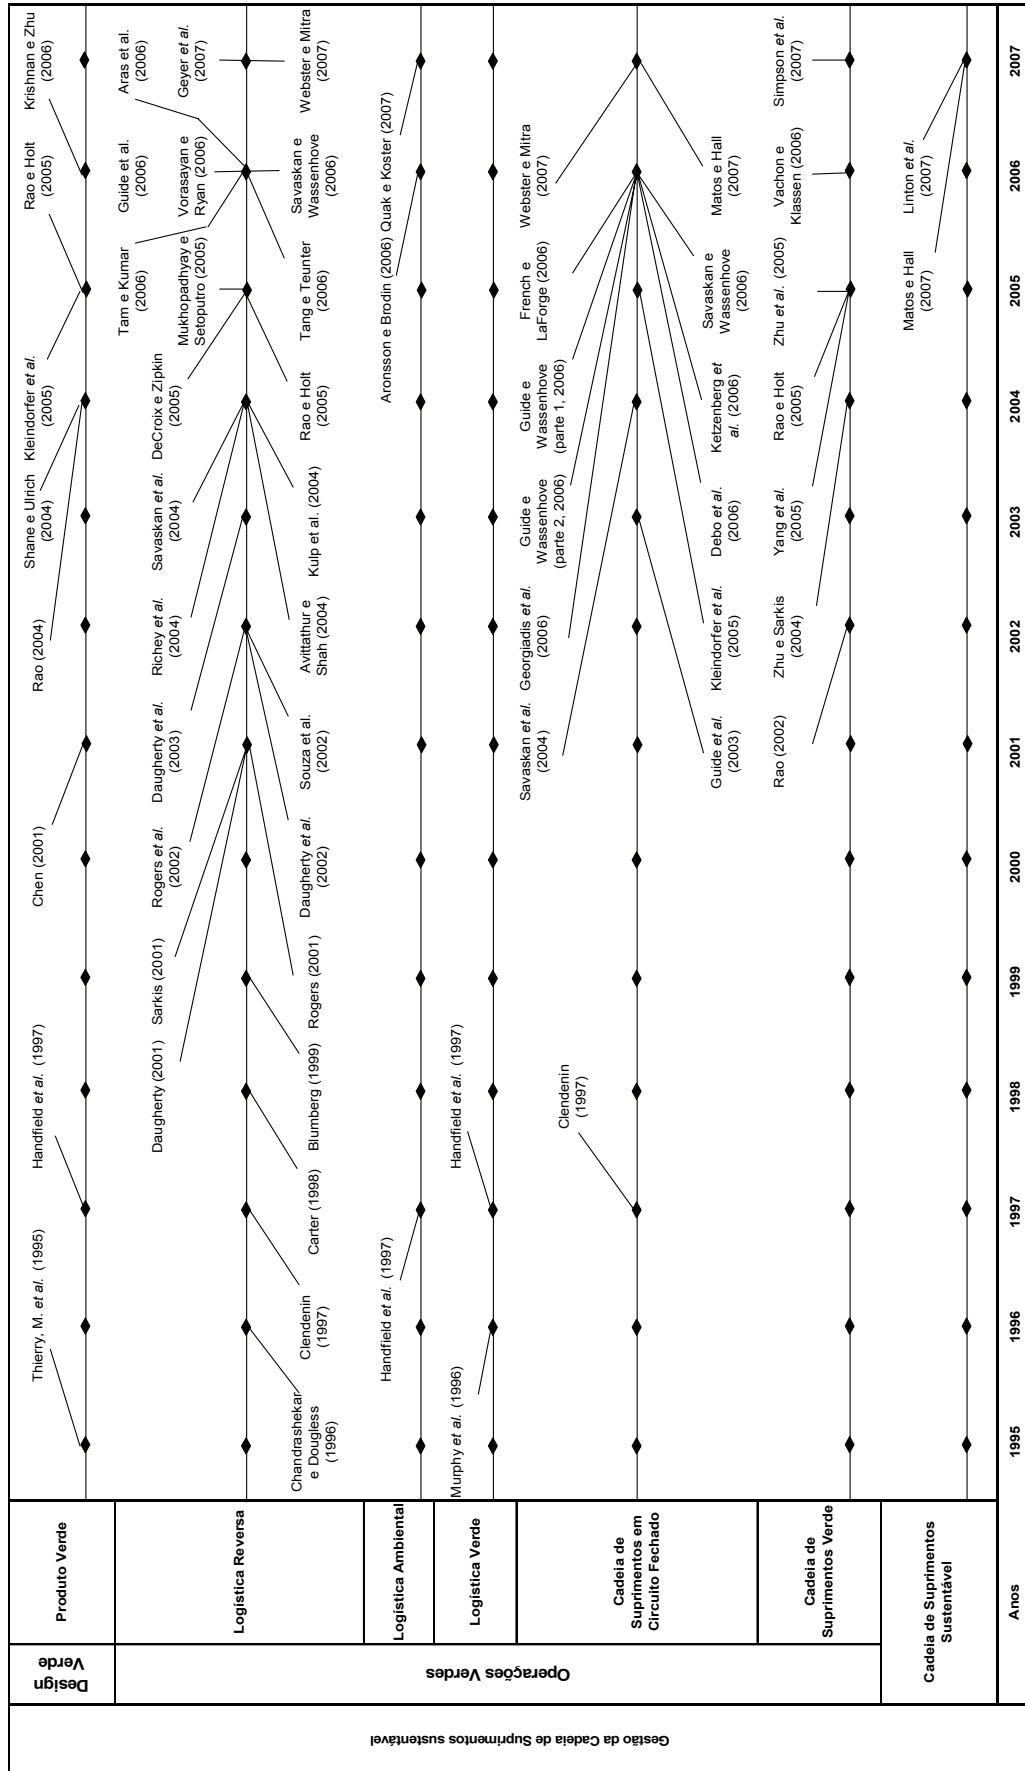 Gestão da Cadeia de Suprimentos sustentável
Design
Verde
Produto Verde
Thierry, M. et al. (1995)
Handfield et al. (1997)
Chen (2001)
Rao (2004)
Shane e Ulrich
(2004)
Kleindorfer et al.
(2005)
Rao e Holt
(2005)
Krishnan e Zhu
(2006)
Operações Verdes
Logística Reversa
Daugherty (2001)
Sarkis (2001)
Rogers et al.
(2002)
Daugherty et al.
(2003)
Richey et al.
(2004)
Savaskan et al.
(2004)
DeCroix e Zipkin
(2005)
Mukhopadhyay e
Setoputro (2005)
Tam e Kumar
(2006)
Vorasayan e
Ryan (2006)
Guide et al.
(2006)
Aras et al.
(2006)
Geyer et al.
(2007)
Chandrashekar
e Dougless
(1996)
Clendenin
(1997)
Carter (1998)
Blumberg (1999)
Rogers (2001)
Daugherty et al.
(2002)
Souza et al.
(2002)
Avittathur e
Shah (2004)
Kulp et al. (2004)
Rao e Holt
(2005)
Tang e Teunter
(2006)
Savaskan e
Wassenhove
(2006)
Webster e Mitra
(2007)
Logística Ambiental
Handfield et al. (1997)
Aronsson e Brodin (2006)
Quak e Koster (2007)
Logística Verde
Murphy et al. (1996)
Handfield et al. (1997)
Cadeia de
Suprimentos em
Circuito Fechado
Clendenin
(1997)
Savaskan et al.
(2004)
Georgiadis et al.
(2006)
Guide e
Wassenhove
(parte 2, 2006)
Guide e
Wassenhove
(parte 1, 2006)
French e
LaForge (2006)
Webster e Mitra
(2007)
Guide et al.
(2003)
Kleindorfer et al.
(2005)
Debo et al.
(2006)
Ketzenberg et
al. (2006)
Savaskan e
Wassenhove
(2006)
Matos e Hall
(2007)
Cadeia de
Suprimentos Verde
Rao (2002)
Zhu e Sarkis
(2004)
Yang et al.
(2005)
Rao e Holt
(2005)
Zhu et al. (2005)
Vachon e
Klassen (2006)
Simpson et al.
(2007)
Cadeia de Suprimentos
Sustentável
Matos e Hall
(2007)
Linton et al.
(2007)
Anos
1995
1996
1997
1998
1999
2000
2001
2002
2003
2004
2005
2006
2007